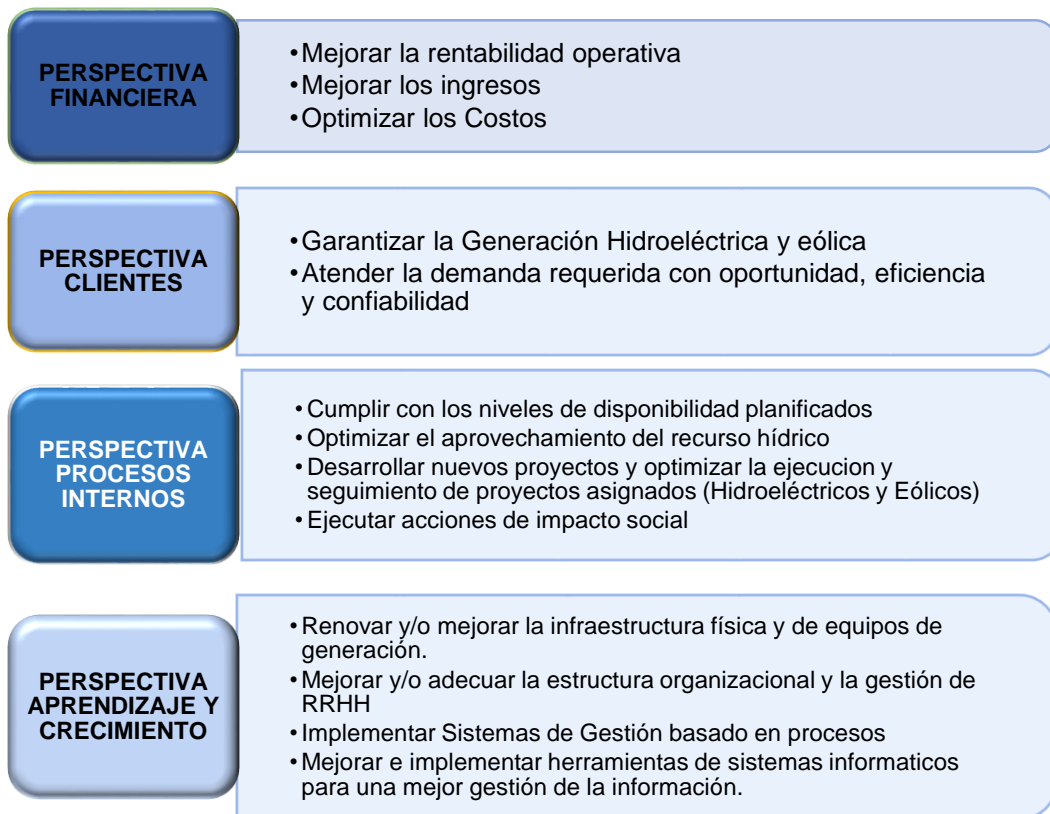 PERSPECTIVA
FINANCIERA
•Mejorar la rentabilidad operativa
•Mejorar los ingresos
•Optimizar los Costos
PERSPECTIVA
CLIENTES
•Garantizar la Generación Hidroeléctrica y eólica
•Atender la demanda requerida con oportunidad, eficiencia
y confiabilidad
PERSPECTIVA
PROCESOS
INTERNOS
•Cumplir con los niveles de disponibilidad planificados
•Optimizar el aprovechamiento del recurso hídrico
•Desarrollar nuevos proyectos y optimizar la ejecucion y
seguimiento de proyectos asignados (Hidroeléctricos y Eólicos)
•Ejecutar acciones de impacto social
PERSPECTIVA
APRENDIZAJE Y
CRECIMIENTO
•Renovar y/o mejorar la infraestructura física y de equipos de
generación.
•Mejorar y/o adecuar la estructura organizacional y la gestión de
RRHH
•Implementar Sistemas de Gestión basado en procesos
•Mejorar e implementar herramientas de sistemas informaticos
para una mejor gestión de la información.